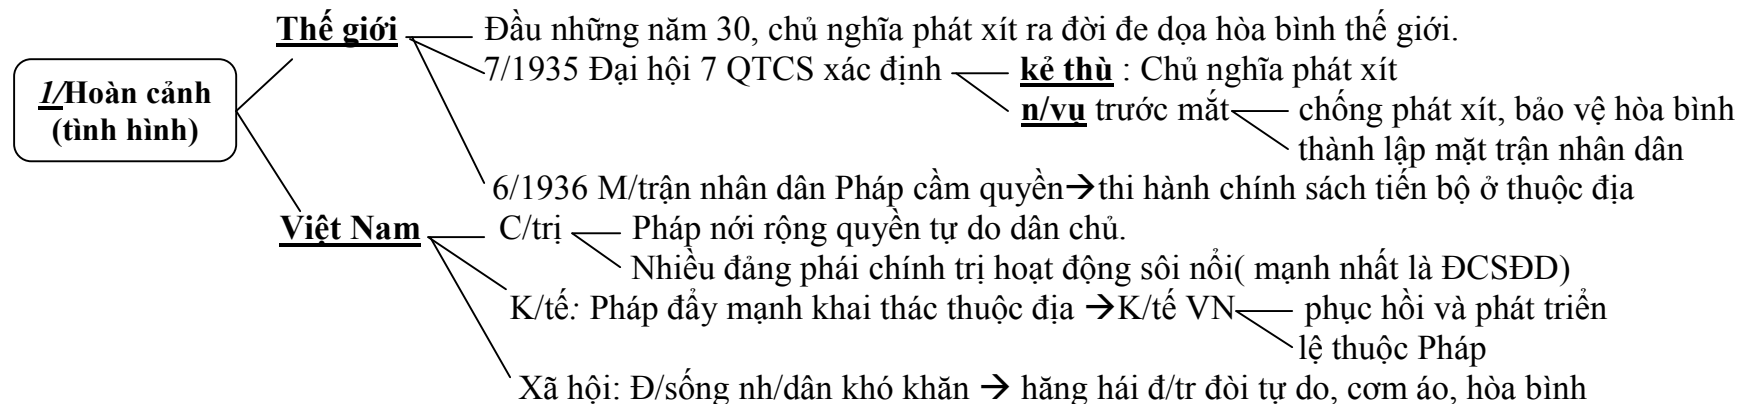 Thế giới Đầu những năm 30, chủ nghĩa phát xít ra đời đe dọa hòa bình thế giới.
7/1935 Đại hội 7 QTCS xác định kẻ thù : Chủ nghĩa phát xít
1/Hoàn cảnh
(tình hình)
n/vụ trước mắt chống phát xít, bảo vệ hòa bình
thành lập mặt trận nhân dân
6/1936 M/trận nhân dân Pháp cầm quyền→thi hành chính sách tiến bộ ở thuộc địa
Việt Nam C/trị Pháp nới rộng quyền tự do dân chủ.
Nhiều đảng phái chính trị hoạt động sôi nổi( mạnh nhất là ĐCSĐD)
K/tế: Pháp đẩy mạnh khai thác thuộc địa →K/tế VN phục hồi và phát triển
lệ thuộc Pháp
Xã hội: Đ/sống nh/dân khó khăn → hăng hái đ/tr đòi tự do, cơm áo, hòa bình